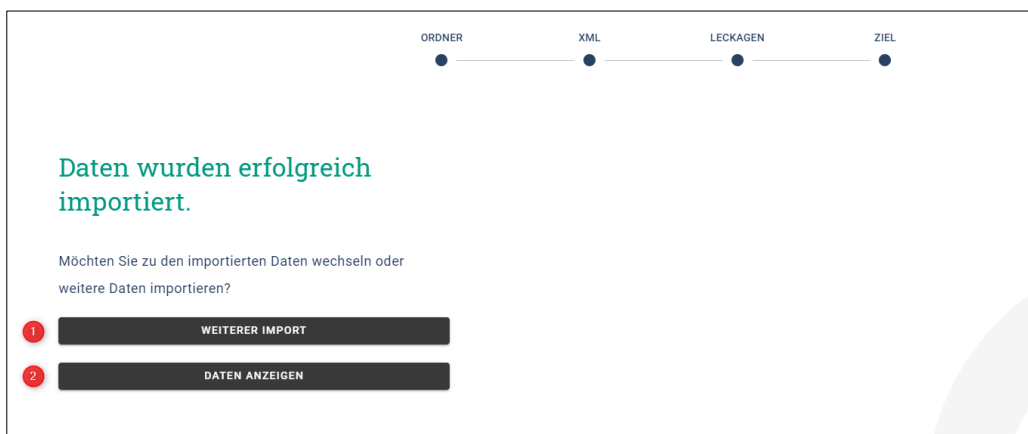 ORDNER XML LECKAGEN ZIEL
Daten wurden erfolgreich
importiert.
Möchten Sie zu den importierten Daten wechseln oder
weitere Daten importieren?
1 WEITERER IMPORT
2 DATEN ANZEIGEN